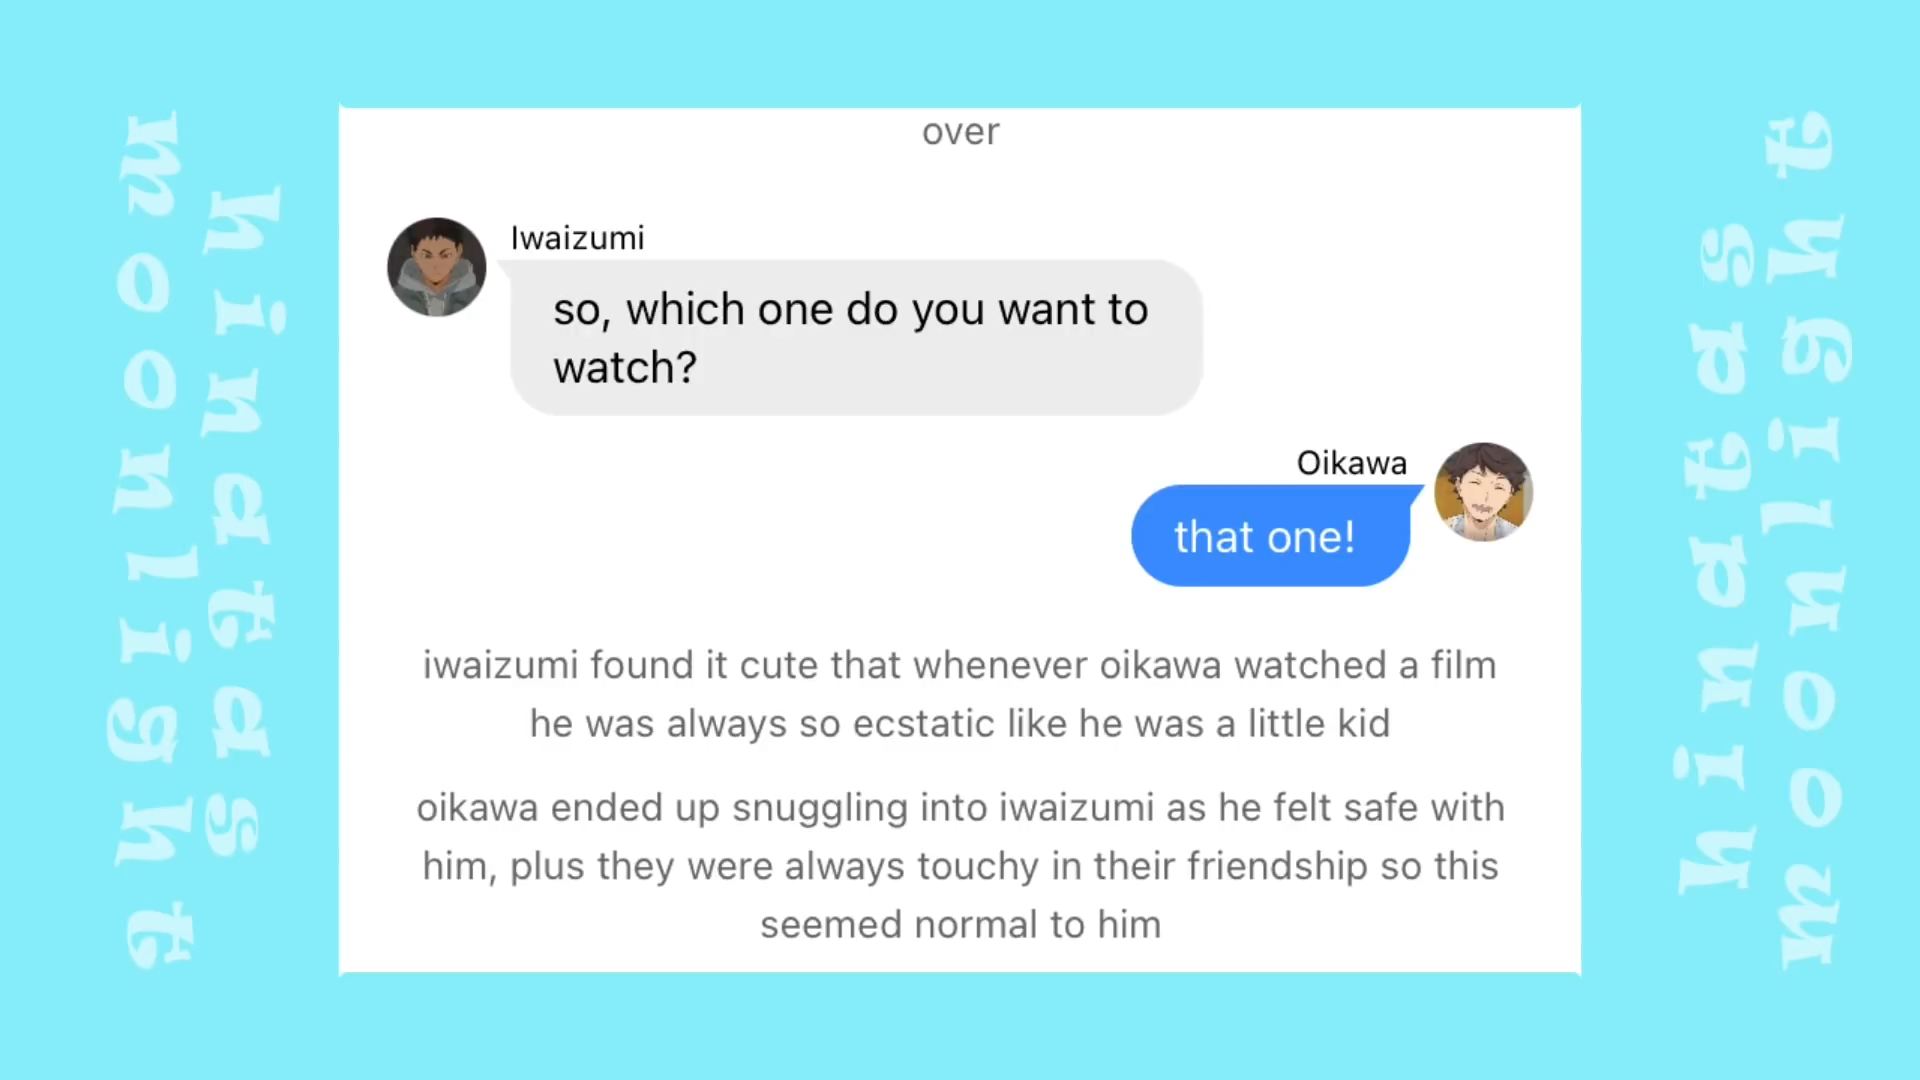 over
Iwaizumi
so, which one do you want to
watch?
Oikawa
that one!
iwaizumi found it cute that whenever oikawa watched a film
he was always so ecstatic like he was a little kid
oikawa ended up snuggling into iwaizumi as he felt safe with
him, plus they were always touchy in their friendship so this
seemed normal to him
hinatas
moonlight
hinatas
moonlight